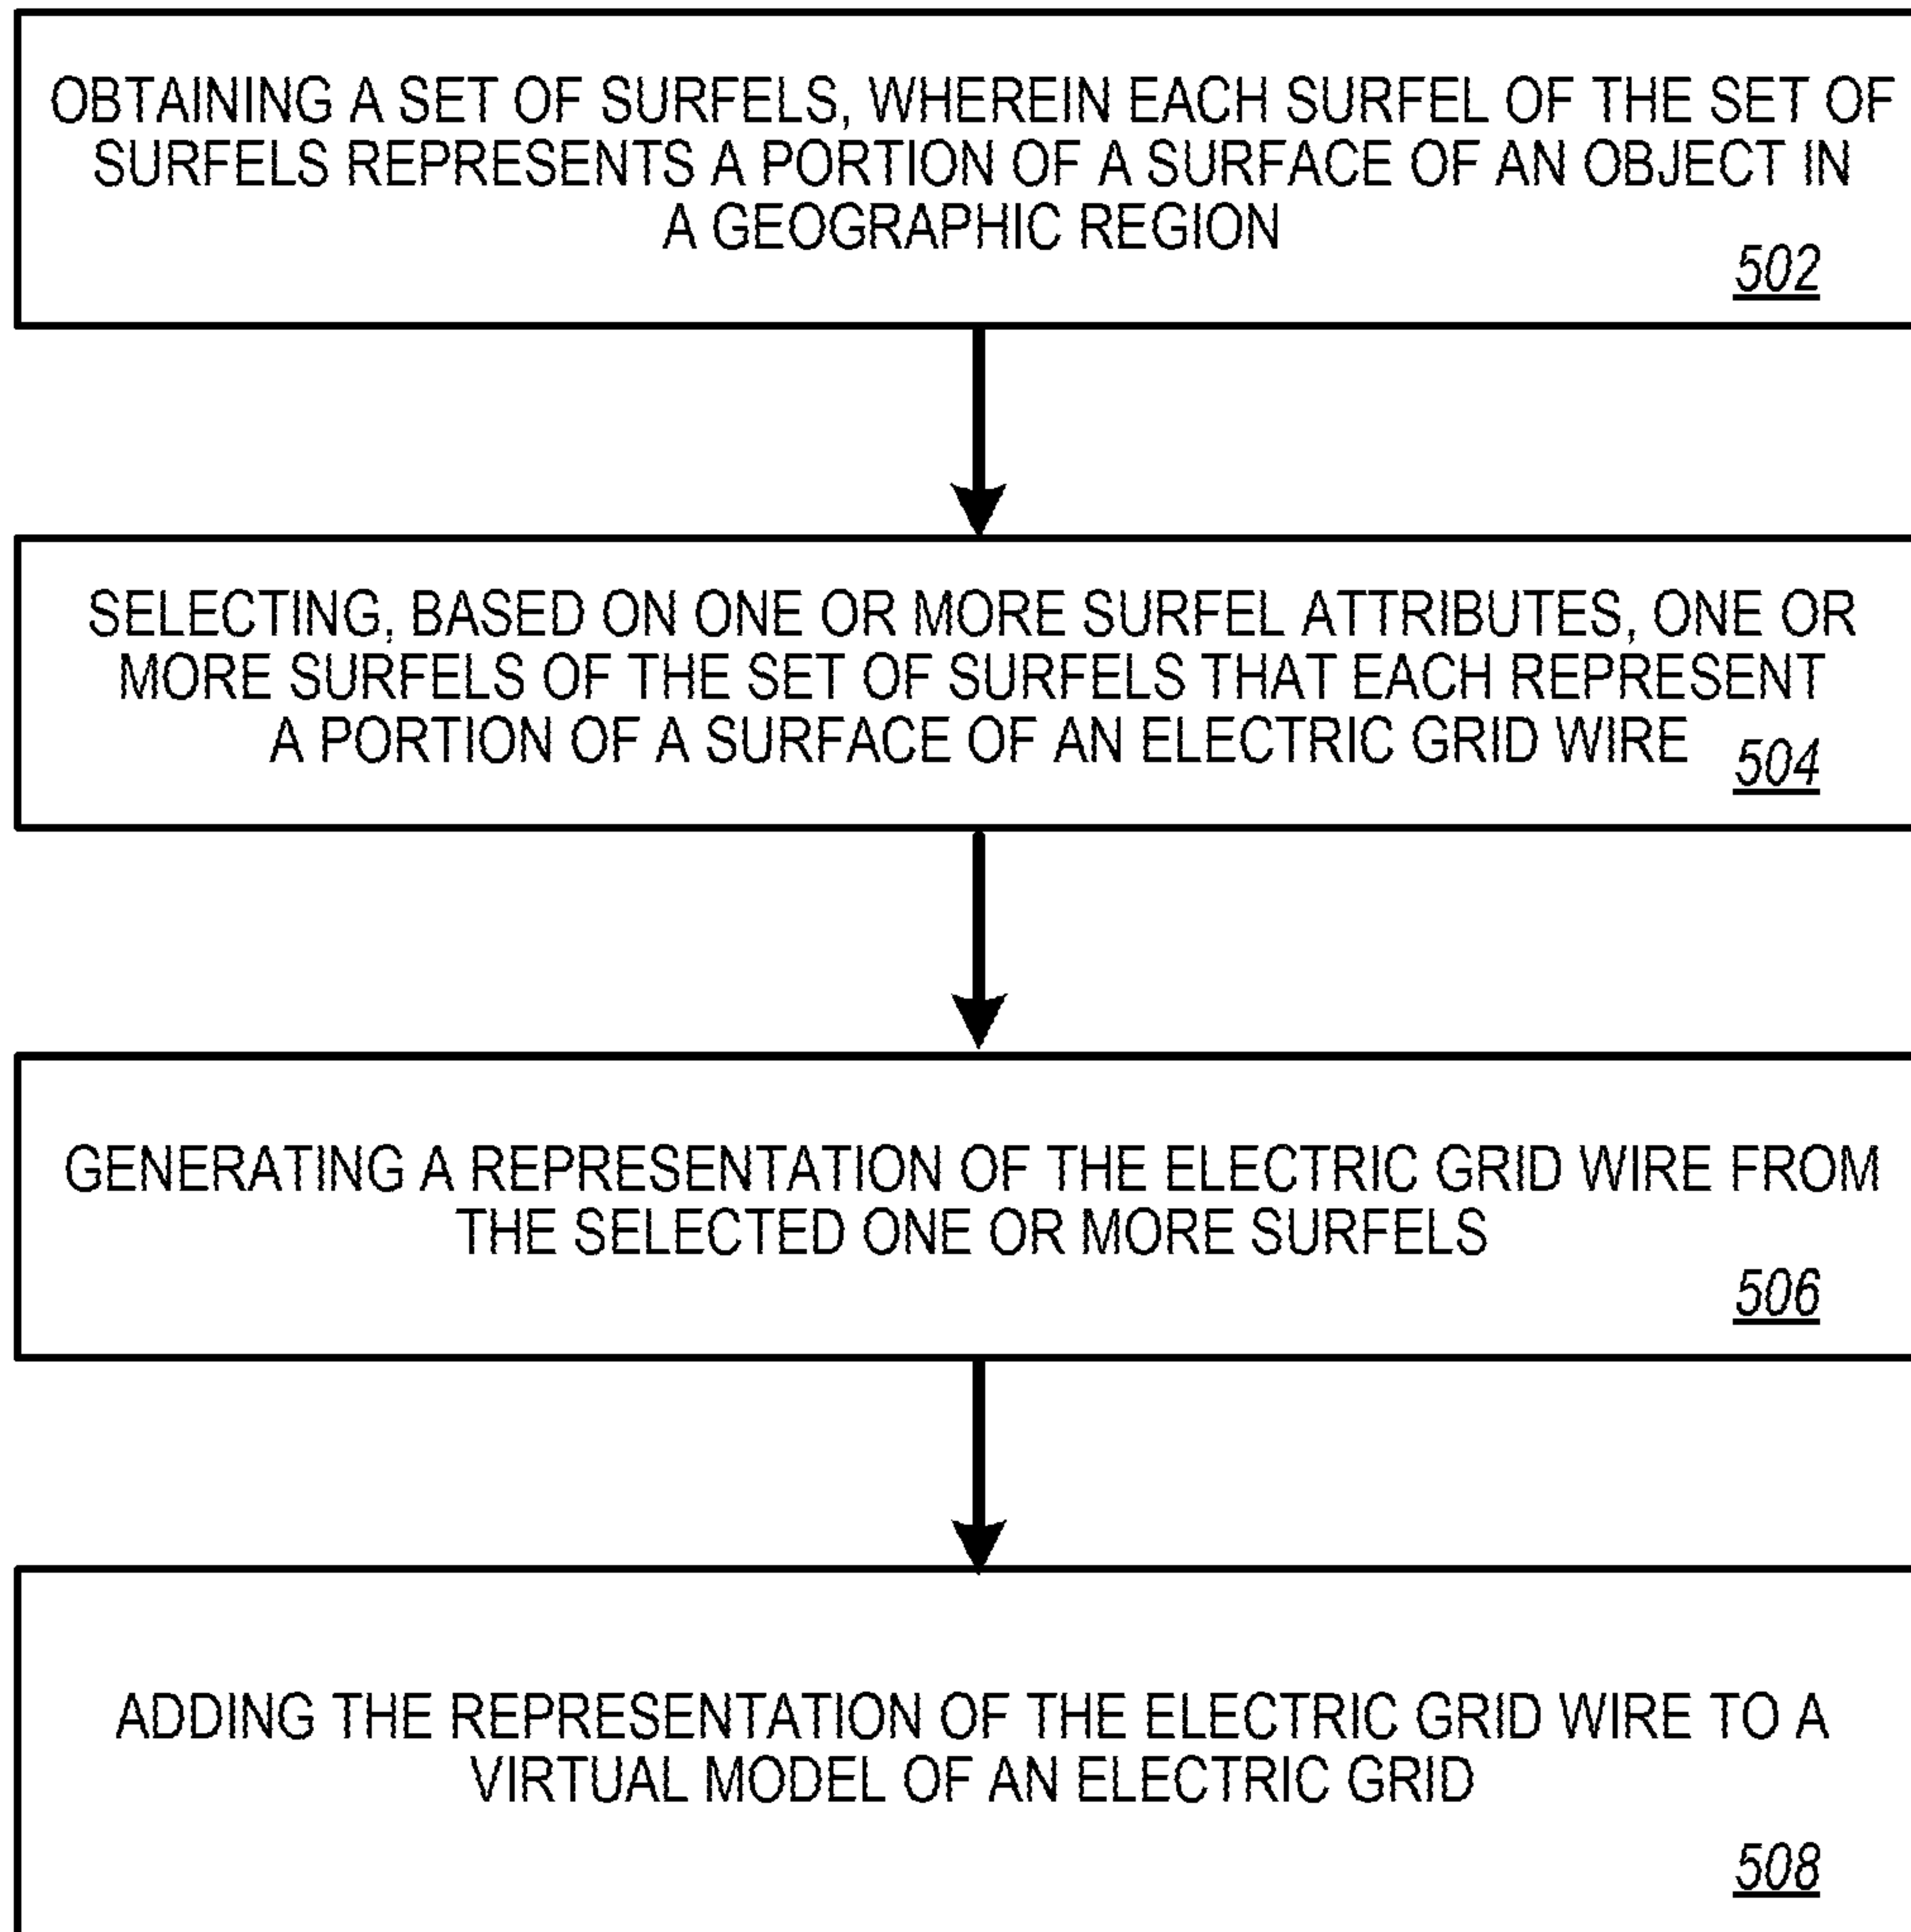 OBTAINING A SET OF SURFELS, WHEREIN EACH SURFEL OF THE SET OF
SURFELS REPRESENTS A PORTION OF A SURFACE OF AN OBJECT IN
A GEOGRAPHIC REGION
502
SELECTING, BASED ON ONE OR MORE SURFEL ATTRIBUTES, ONE OR
MORE SURFELS OF THE SET OF SURFELS THAT EACH REPRESENT
A PORTION OF A SURFACE OF AN ELECTRIC GRID WIRE
504
GENERATING A REPRESENTATION OF THE ELECTRIC GRID WIRE FROM
THE SELECTED ONE OR MORE SURFELS
506
ADDING THE REPRESENTATION OF THE ELECTRIC GRID WIRE TO A
VIRTUAL MODEL OF AN ELECTRIC GRID
508